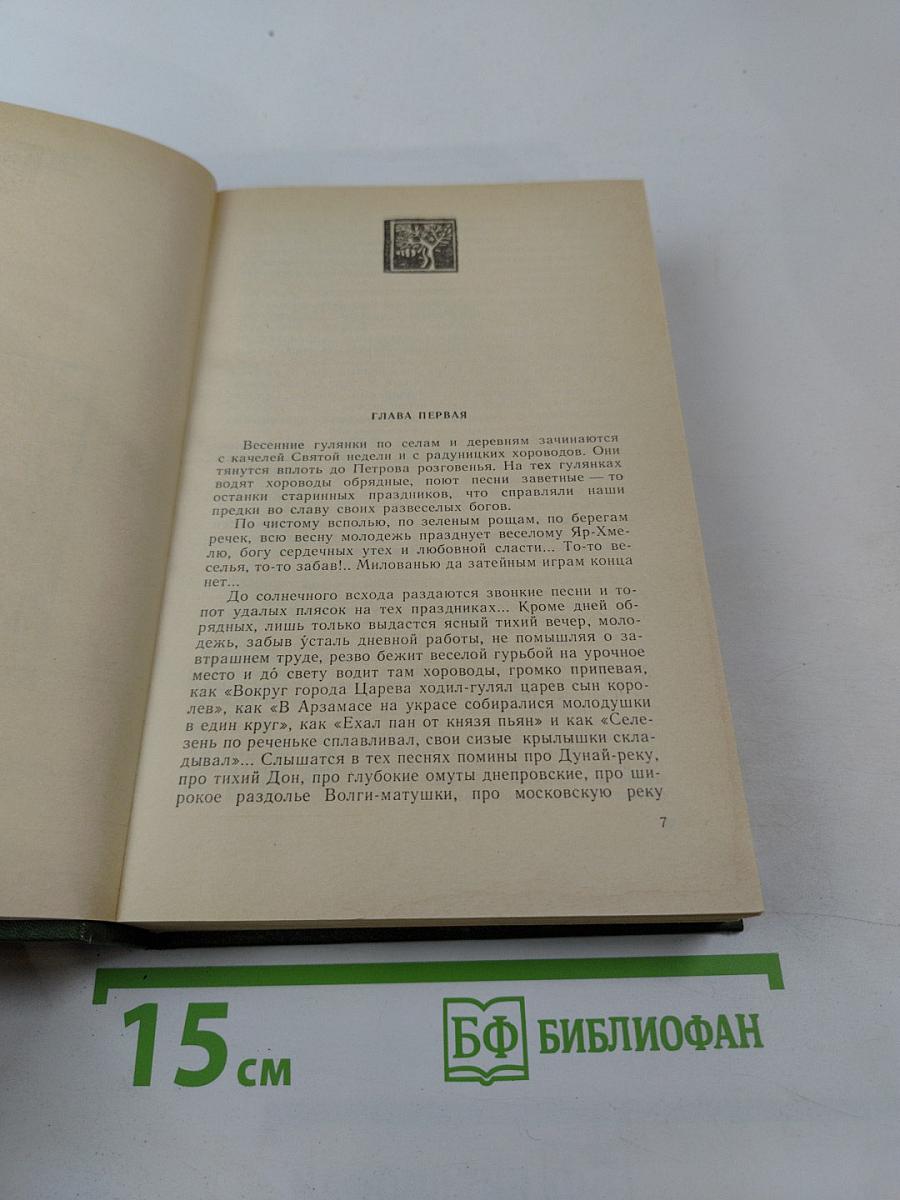 ГЛАВА ПЕРВАЯ
Весенние гулянки по селам и деревням зачинаются
с качелей Святой недели и с радуницких хороводов. Они
тянутся вплоть до Петрова розговенья. На тех гулянках
водят хороводы обрядные, поют песни заветные — то
останки старинных праздников, что справляли наши
предки во славу своих развеселых богов.
По чистому всполью, по зеленым рощам, по берегам
речек, всю весну молодежь празднует веселому Яр-Хме-
лю, богу сердечных утех и любовной сласти... То-то ве-
селья, то-то забав!.. Милованью да затейным играм конца
нет...
До солнечного всхода раздаются звонкие песни и то-
пот удалых плясок на тех праздниках... Кроме дней об-
рядных, лишь только выдастся ясный тихий вечер, моло-
дежь, забыв у́сталь дневной работы, не помышляя о за-
втрашнем труде, резво бежит веселой гурьбой на урочное
место и до́ свету водит там хороводы, громко припевая,
как «Вокруг города Царева ходил-гулял царев сын коро-
лев», как «В Арзамасе на украсе собиралися молодушки
в един круг», как «Ехал пан от князя пьян» и как «Селе-
зень по реченьке сплавливал, свои сизые крылышки скла-
дывал»... Слышатся в тех песнях помины про Дунай-реку,
про тихий Дон, про глубокие омуты днепровские, про ши-
рокое раздолье Волги-матушки, про московскую реку
7
15 см
БФ БИБЛИОФАН